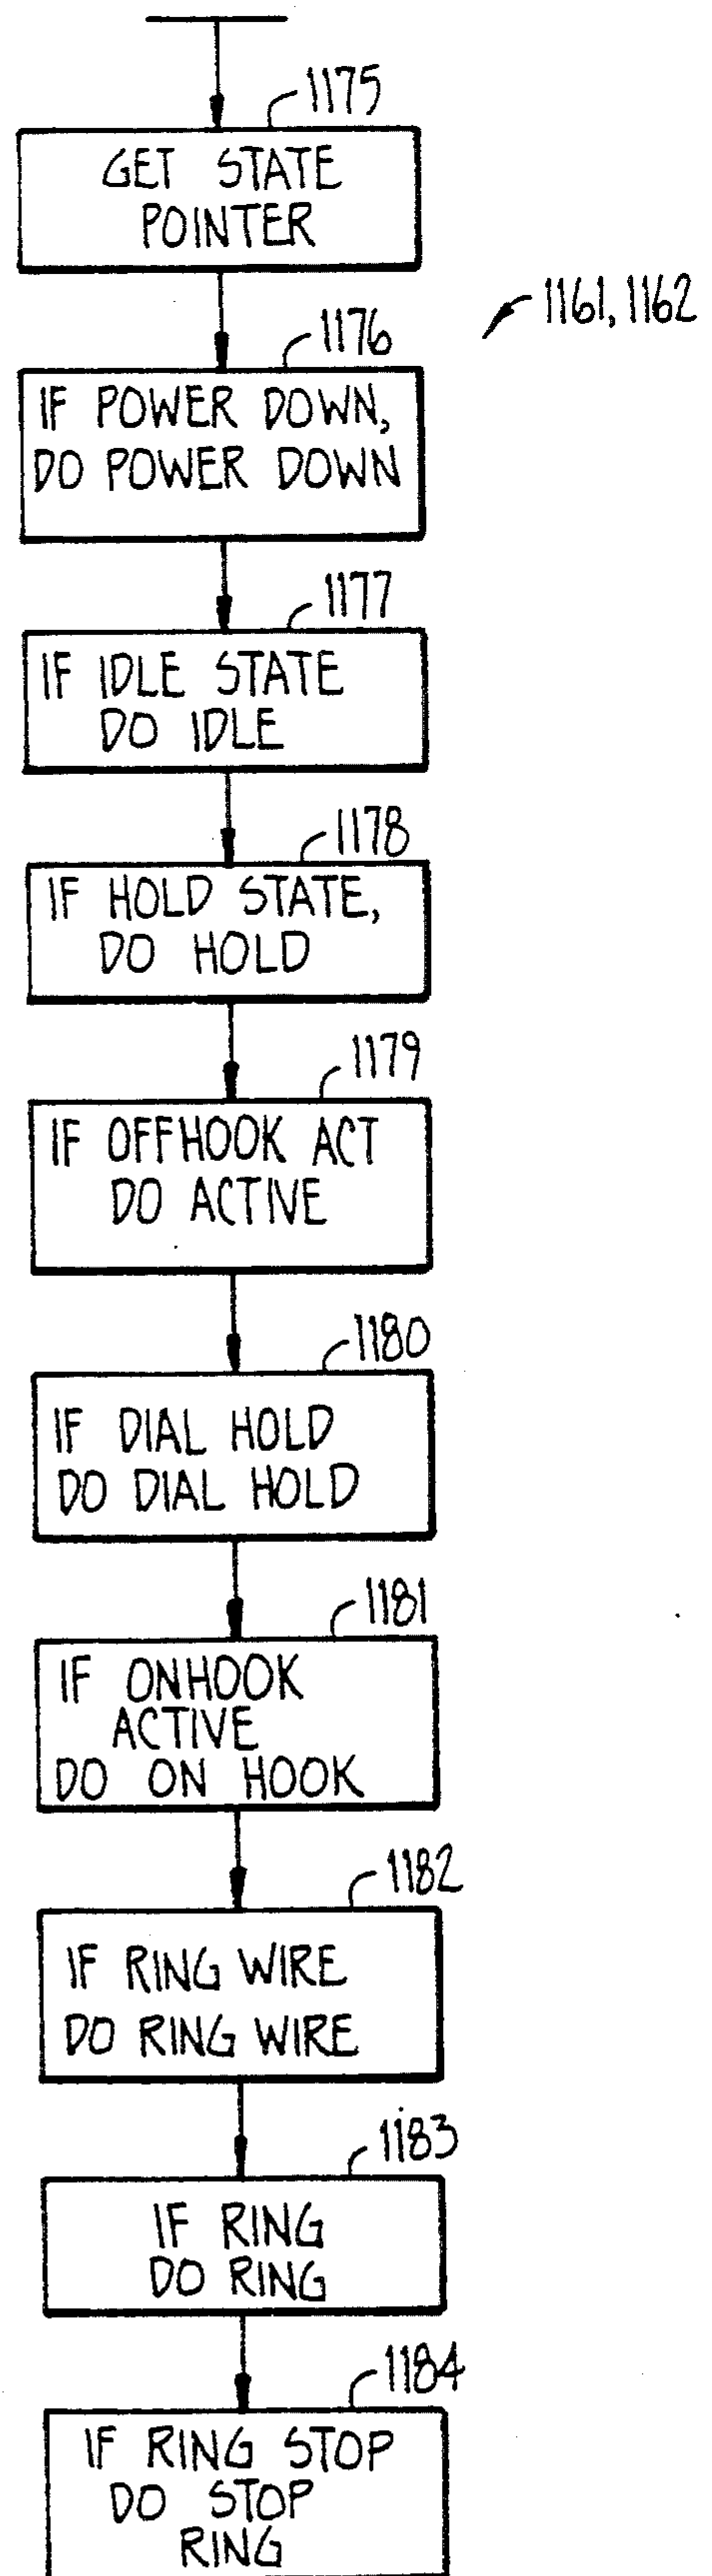 1175
GET STATE
POINTER
1161, 1162
1176
IF POWER DOWN,
DO POWER DOWN
1177
IF IDLE STATE
DO IDLE
1178
IF HOLD STATE,
DO HOLD
1179
IF OFFHOOK ACT
DO ACTIVE
1180
IF DIAL HOLD
DO DIAL HOLD
1181
IF ONHOOK
ACTIVE
DO ON HOOK
1182
IF RING WIRE
DO RING WIRE
1183
IF RING
DO RING
1184
IF RING STOP
DO STOP
RING